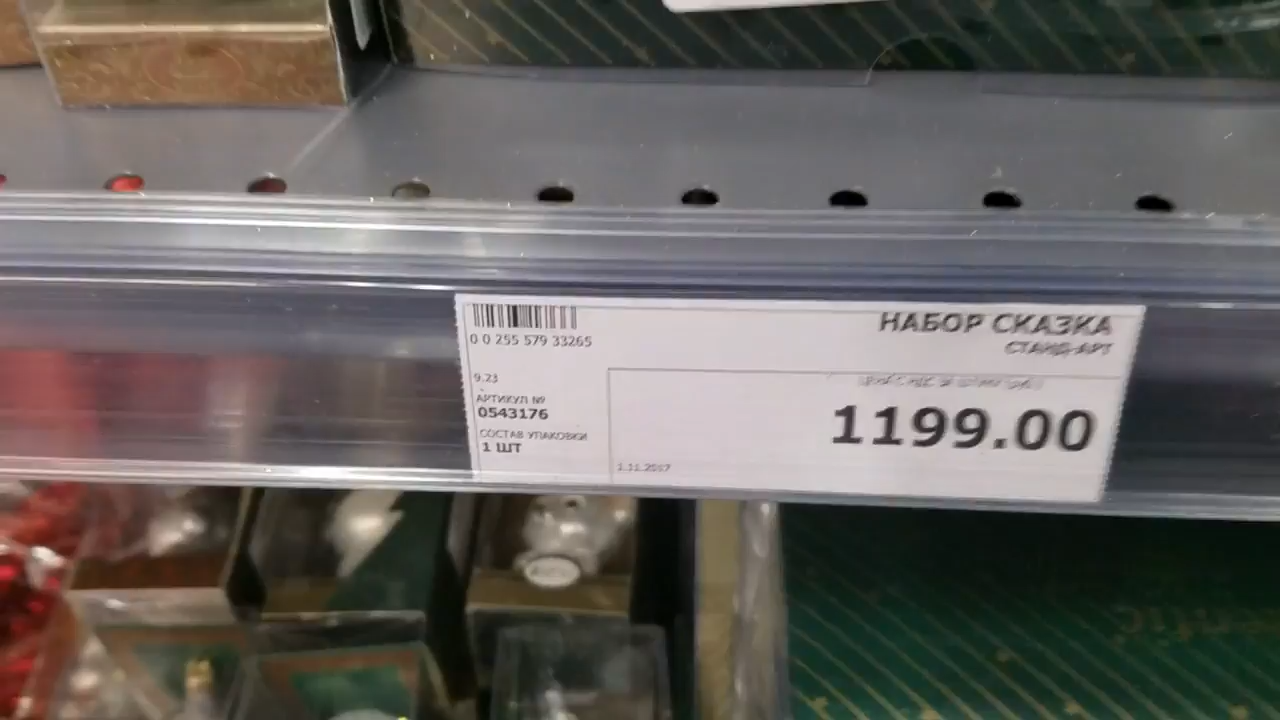 0 0 255 579 33265
9.23
АРТИКУЛ №
0543176
СОСТАВ УПАКОВКИ
1 ШТ
НАБОР СКАЗКА
СТАНД-АРТ
1199.00
1.11.2017